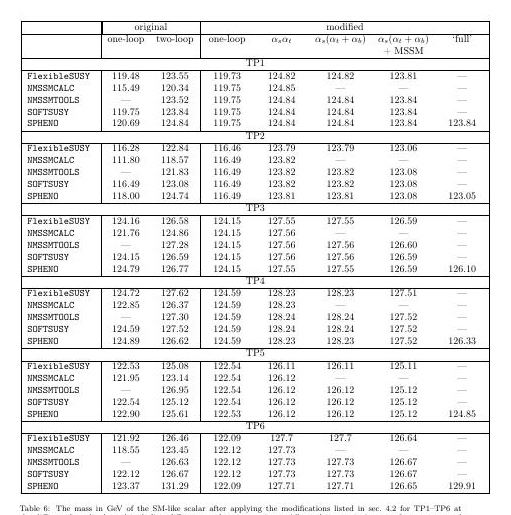 original modified
one-loop two-loop one-loop αsαt αs(αt + αb) αs(αt + αb) 'full'
+ MSSM
TP1
FlexibleSUSY 119.48 123.55 119.73 124.82 124.82 123.81 —
NMSSMCALC 115.49 120.34 119.75 124.85 — — —
NMSSMTOOLS — 123.52 119.75 124.84 124.84 123.84 —
SOFTSUSY 119.75 123.84 119.75 124.84 124.84 123.84 —
SPHENO 120.69 124.84 119.75 124.84 124.84 123.84 123.84
TP2
FlexibleSUSY 116.28 122.84 116.46 123.79 123.79 123.06 —
NMSSMCALC 111.80 118.57 116.49 123.82 — — —
NMSSMTOOLS — 121.83 116.49 123.82 123.82 123.08 —
SOFTSUSY 116.49 123.08 116.49 123.82 123.82 123.08 —
SPHENO 118.00 124.74 116.49 123.81 123.81 123.08 123.05
TP3
FlexibleSUSY 124.16 126.58 124.15 127.55 127.55 126.59 —
NMSSMCALC 121.76 124.86 124.15 127.56 — — —
NMSSMTOOLS — 127.28 124.15 127.56 127.56 126.60 —
SOFTSUSY 124.15 126.59 124.15 127.56 127.56 126.59 —
SPHENO 124.79 126.77 124.15 127.55 127.55 126.59 126.10
TP4
FlexibleSUSY 124.72 127.62 124.59 128.23 128.23 127.51 —
NMSSMCALC 122.85 126.37 124.59 128.23 — — —
NMSSMTOOLS — 127.30 124.59 128.24 128.24 127.52 —
SOFTSUSY 124.59 127.52 124.59 128.24 128.24 127.52 —
SPHENO 124.89 126.62 124.59 128.23 128.23 127.52 126.33
TP5
FlexibleSUSY 122.53 125.08 122.54 126.11 126.11 125.11 —
NMSSMCALC 121.95 123.14 122.54 126.12 — — —
NMSSMTOOLS — 126.95 122.54 126.12 126.12 125.12 —
SOFTSUSY 122.54 125.12 122.54 126.12 126.12 125.12 —
SPHENO 122.90 125.61 122.53 126.12 126.12 125.12 124.85
TP6
FlexibleSUSY 121.92 126.46 122.09 127.7 127.7 126.64 —
NMSSMCALC 118.55 123.45 122.12 127.73 — — —
NMSSMTOOLS — 126.63 122.12 127.73 127.73 126.67 —
SOFTSUSY 122.12 126.67 122.12 127.73 127.73 126.67 —
SPHENO 123.37 131.29 122.09 127.71 127.71 126.65 129.91
Table 6: The mass in GeV of the SM-like scalar after applying the modifications listed in sec. 4.2 for TP1–TP6 at